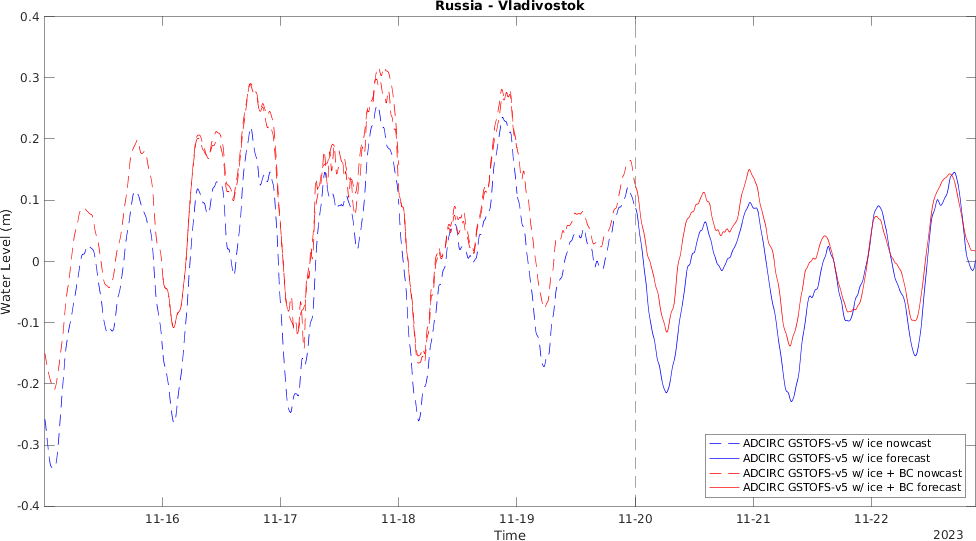 Russia - Vladivostok
0.4
0.3
0.2
0.1
0
-0.1
-0.2
-0.3
-0.4
Water Level (m)
11-16 11-17 11-18 11-19 11-20 11-21 11-22
Time
2023
ADCIRC GSTOFS-v5 w/ ice nowcast
ADCIRC GSTOFS-v5 w/ ice forecast
ADCIRC GSTOFS-v5 w/ ice + BC nowcast
ADCIRC GSTOFS-v5 w/ ice + BC forecast